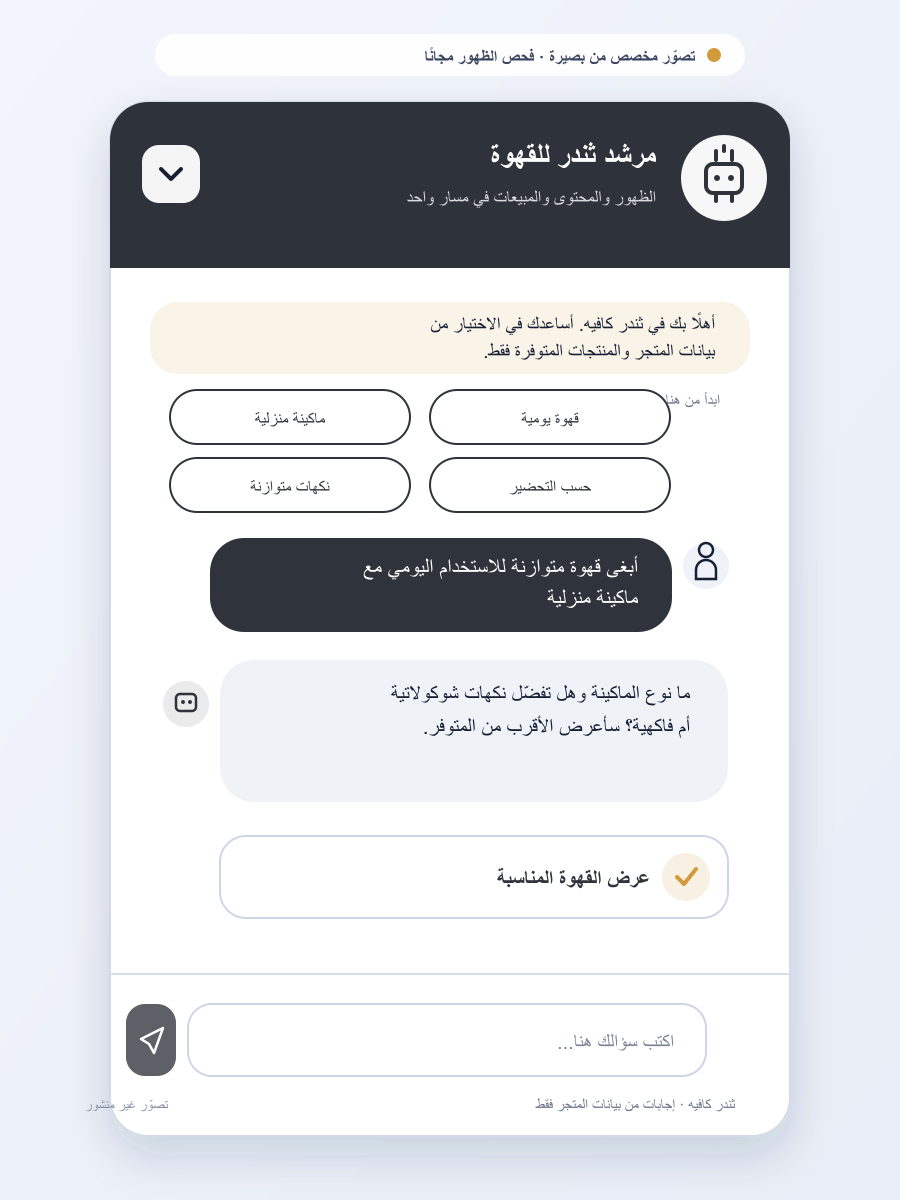 تصوّر مخصص من بصيرة · فحص الظهور مجانًا
مرشد ثندر للقهوة
الظهور والمحتوى والمبيعات في مسار واحد
أهلًا بك في ثندر كافيه. أساعدك في الاختيار من
بيانات المتجر والمنتجات المتوفرة فقط.
ابدأ من هنا
قهوة يومية
ماكينة منزلية
حسب التحضير
نكهات متوازنة
أبغى قهوة متوازنة للاستخدام اليومي مع
ماكينة منزلية
ما نوع الماكينة وهل تفضّل نكهات شوكولاتية
أم فاكهية؟ سأعرض الأقرب من المتوفر.
عرض القهوة المناسبة
اكتب سؤالك هنا...
ثندر كافيه · إجابات من بيانات المتجر فقط
تصوّر غير منشور